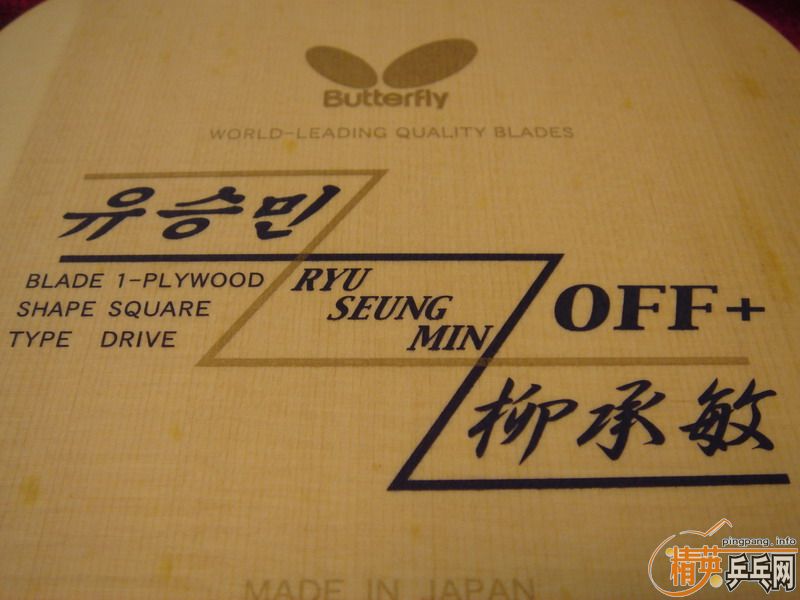 Butterfly
WORLD-LEADING QUALITY BLADES
유승민
BLADE 1-PLYWOOD
SHAPE SQUARE
TYPE DRIVE
RYU
SEUNG
MIN
OFF+
柳承敏
MADE IN JAPAN
pingpang.info
精英乒乓网